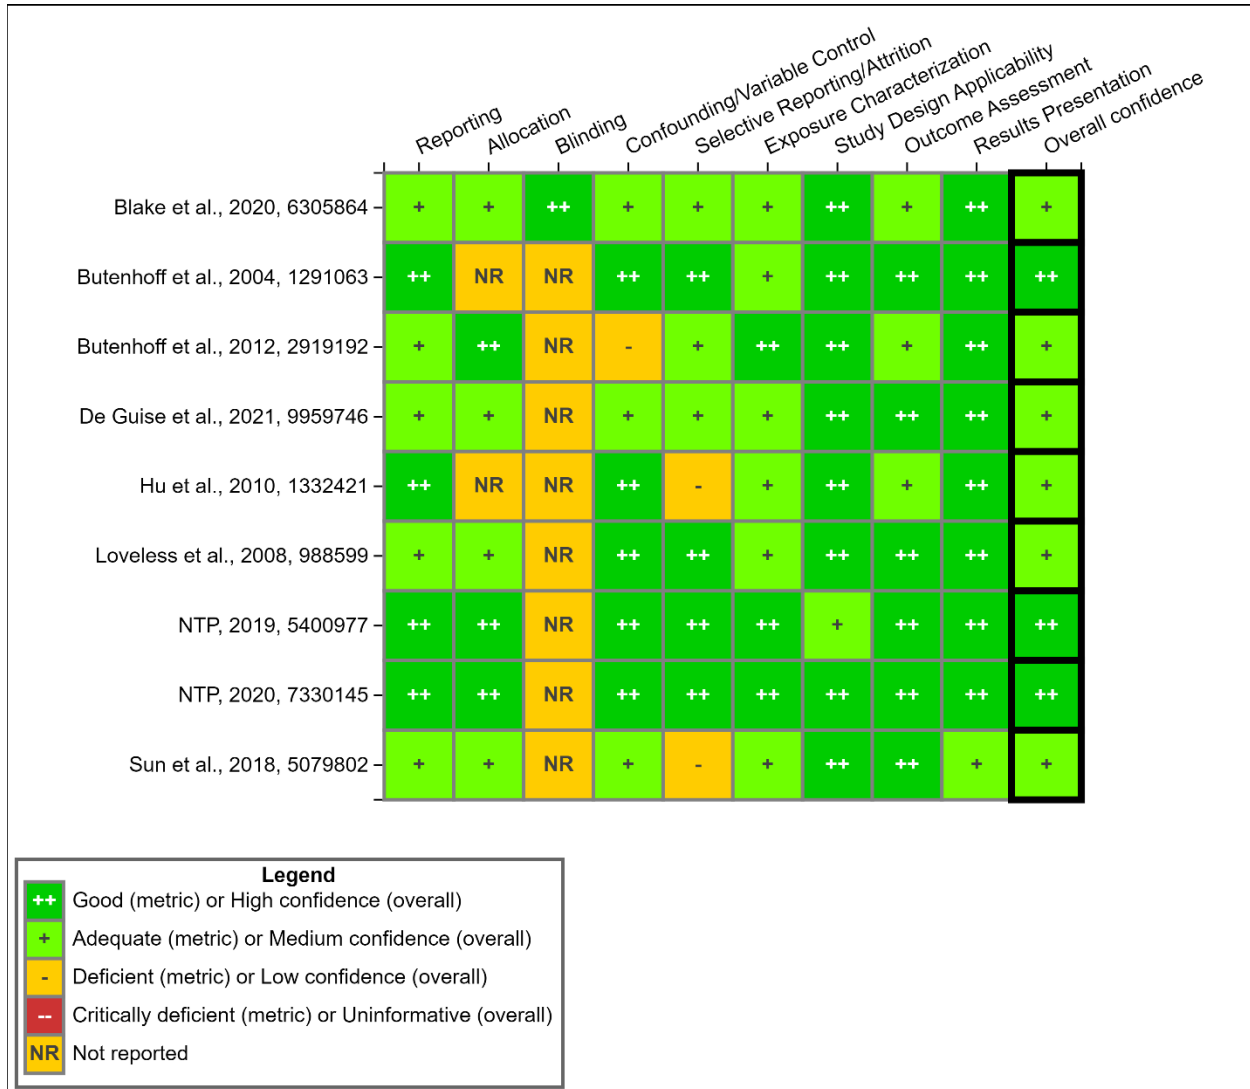 Reporting
Allocation
Blinding
Confounding/Variable Control
Selective Reporting/Attrition
Exposure Characterization
Study Design Applicability
Outcome Assessment
Results Presentation
Overall confidence
Blake et al., 2020, 6305864 + + ++ + + + ++ + ++ +
Butenhoff et al., 2004, 1291063 ++ NR NR ++ ++ + ++ ++ ++ ++
Butenhoff et al., 2012, 2919192 + ++ NR - + ++ ++ + ++ +
De Guise et al., 2021, 9959746 + + NR + + + ++ ++ ++ +
Hu et al., 2010, 1332421 ++ NR NR ++ - + ++ + ++ +
Loveless et al., 2008, 988599 + + NR ++ ++ + ++ ++ ++ +
NTP, 2019, 5400977 ++ ++ NR ++ ++ ++ + ++ ++ ++
NTP, 2020, 7330145 ++ ++ NR ++ ++ ++ ++ ++ ++ ++
Sun et al., 2018, 5079802 + + NR + - + ++ ++ + +
Legend
++ Good (metric) or High confidence (overall)
+ Adequate (metric) or Medium confidence (overall)
- Deficient (metric) or Low confidence (overall)
-- Critically deficient (metric) or Uninformative (overall)
NR Not reported